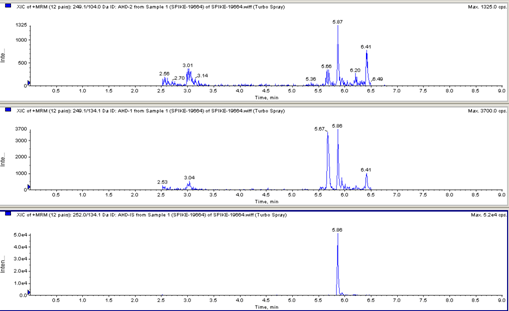 XIC of +MRM (12 pairs): 249.1/104.0 Da ID: AHD-2 from Sample 1 (SPIKE-19664) of SPIKE-19664.wiff (Turbo Spray) Max. 1325.0 cps.
5.87
1325
1000
500
0
Inte...
2.56 2.70 3.01 3.14 5.36 5.66 6.20 6.41 6.49
0.5 1.0 1.5 2.0 2.5 3.0 3.5 4.0 4.5 5.0 5.5 6.0 6.5 7.0 7.5 8.0 8.5 9.0
Time, min
XIC of +MRM (12 pairs): 249.1/134.1 Da ID: AHD-1 from Sample 1 (SPIKE-19664) of SPIKE-19664.wiff (Turbo Spray) Max. 3700.0 cps.
5.67 5.86
3700
3000
2000
1000
0
Inte...
2.53 3.04 6.41
0.5 1.0 1.5 2.0 2.5 3.0 3.5 4.0 4.5 5.0 5.5 6.0 6.5 7.0 7.5 8.0 8.5 9.0
Time, min
XIC of +MRM (12 pairs): 252.0/134.1 Da ID: AHD-IS from Sample 1 (SPIKE-19664) of SPIKE-19664.wiff (Turbo Spray) Max. 5.2e4 cps.
5.86
5.0e4
4.0e4
3.0e4
2.0e4
1.0e4
0.0
Inten...
0.5 1.0 1.5 2.0 2.5 3.0 3.5 4.0 4.5 5.0 5.5 6.0 6.5 7.0 7.5 8.0 8.5 9.0
Time, min